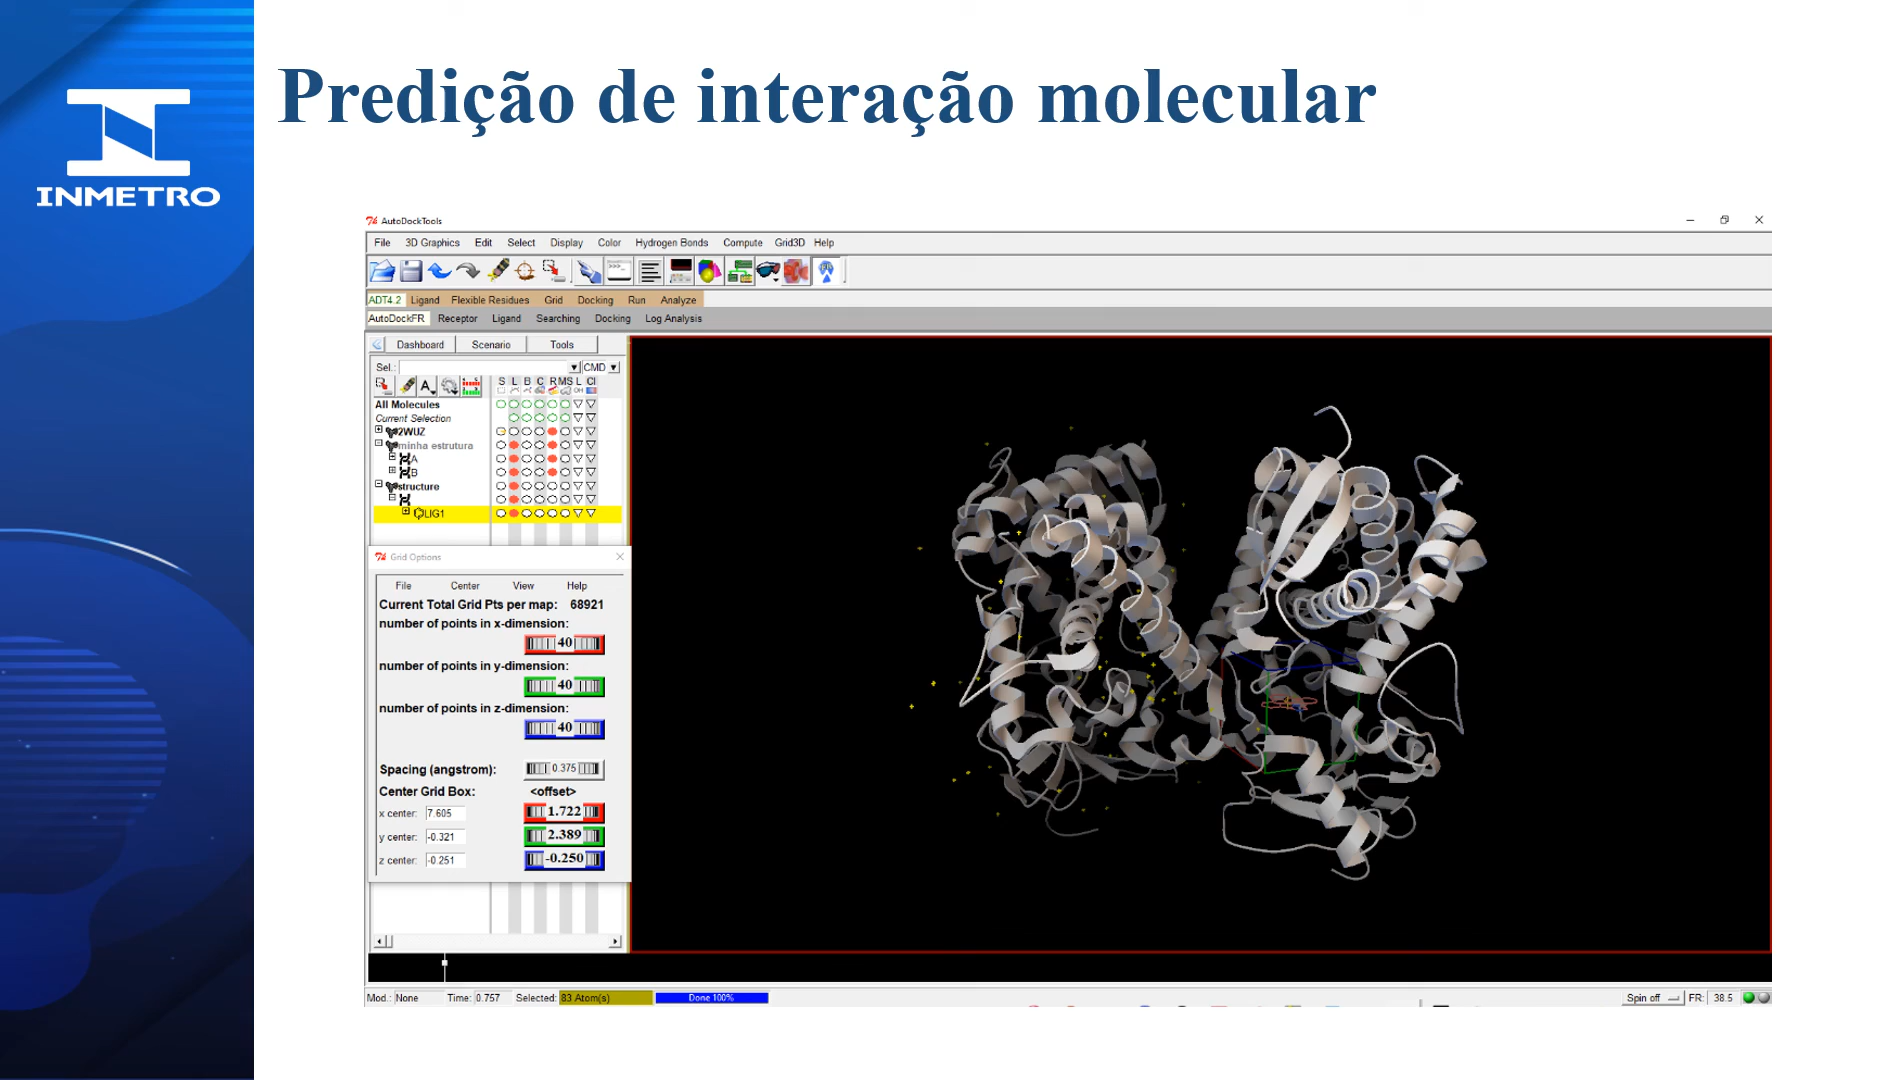 INMETRO
Predição de interação molecular
AutoDockTools
File 3D Graphics Edit Select Display Color Hydrogen Bonds Compute Grid3D Help
ADT4.2 Ligand Flexible Residues Grid Docking Run Analyze
AutoDockFR Receptor Ligand Searching Docking Log Analysis
Dashboard Scenario Tools
Sel.: CMD
S L B C R MS L Cl
All Molecules
Current Selection
2WUZ
minha estrutura
A
B
structure
LIG1
Grid Options
File Center View Help
Current Total Grid Pts per map: 68921
number of points in x-dimension:
40
number of points in y-dimension:
40
number of points in z-dimension:
40
Spacing (angstrom): 0.375
Center Grid Box: <offset>
x center: 7.605 1.722
y center: -0.321 2.389
z center: -0.251 -0.250
Mod.: None Time: 0.757 Selected: 83 Atom(s) Done 100% Spin off FR: 38.5